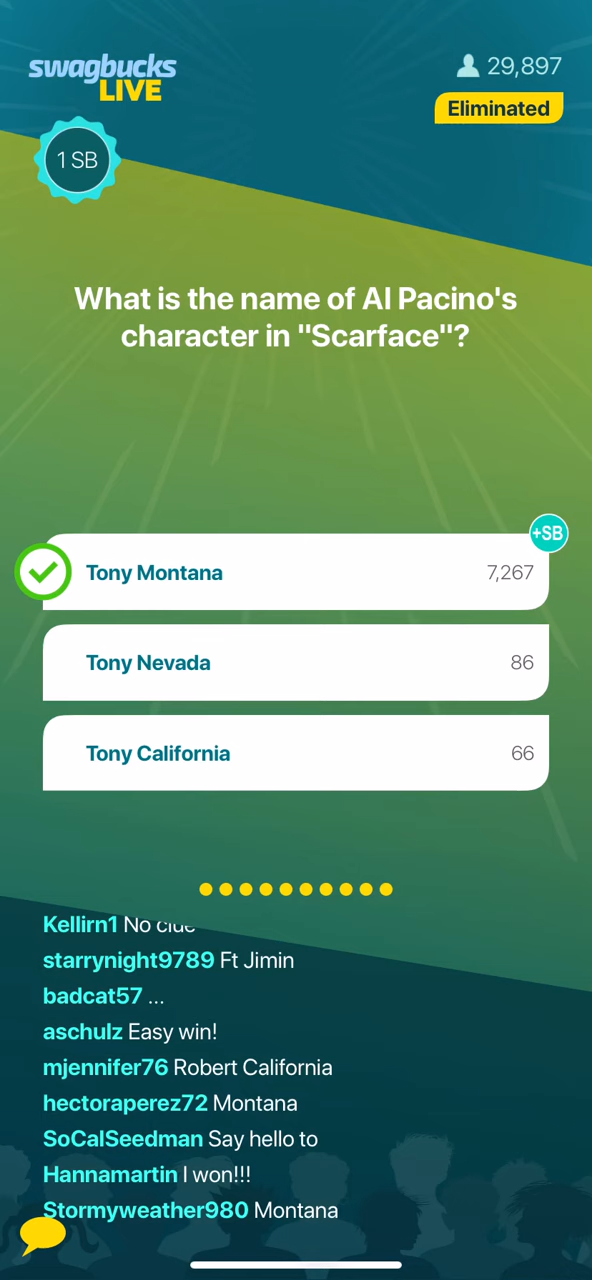 swagbucks
LIVE
29,897
Eliminated
1 SB
What is the name of Al Pacino's
character in "Scarface"?
+SB
Tony Montana 7,267
Tony Nevada 86
Tony California 66
Kellirn1 No clue
starrynight9789 Ft Jimin
badcat57 ...
aschulz Easy win!
mjennifer76 Robert California
hectoraperez72 Montana
SoCalSeedman Say hello to
Hannamartin I won!!!
Stormyweather980 Montana